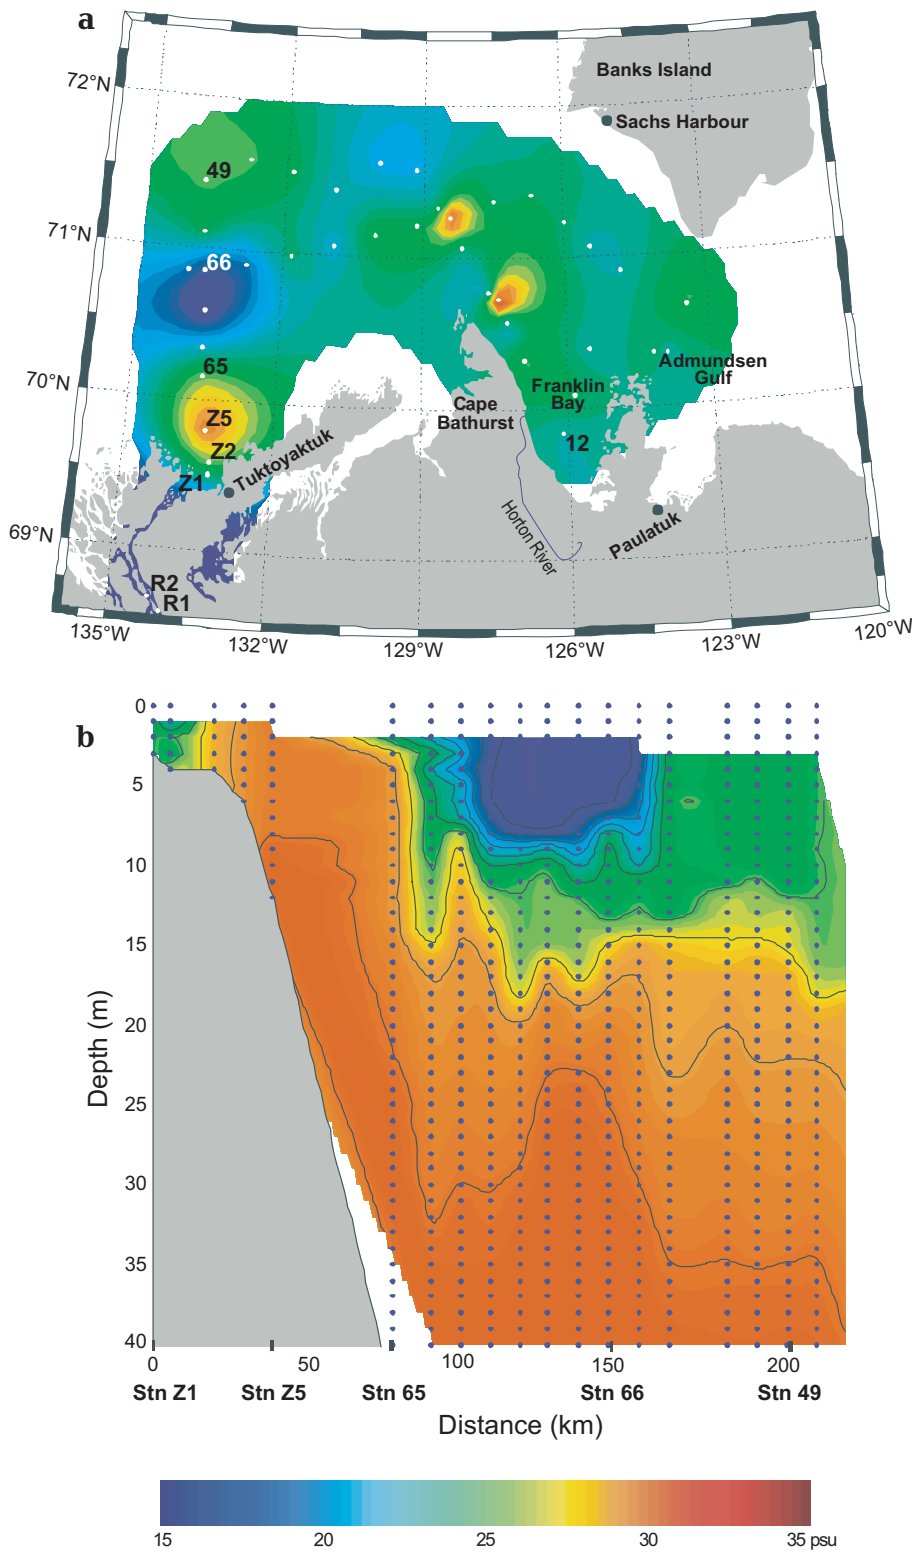 a
72°N
Banks Island
Sachs Harbour
49
71°N
66
65
70°N
Z5
Z2
Z1
Tuktoyaktuk
Cape
Bathurst
Franklin
Bay
12
Admundsen
Gulf
Horton River
Paulatuk
69°N
R2
R1
135°W
132°W
129°W
126°W
123°W
120°W
b
0
5
10
15
20
25
30
35
40
Depth (m)
0
50
100
150
200
Stn Z1
Stn Z5
Stn 65
Stn 66
Stn 49
Distance (km)
15
20
25
30
35 psu